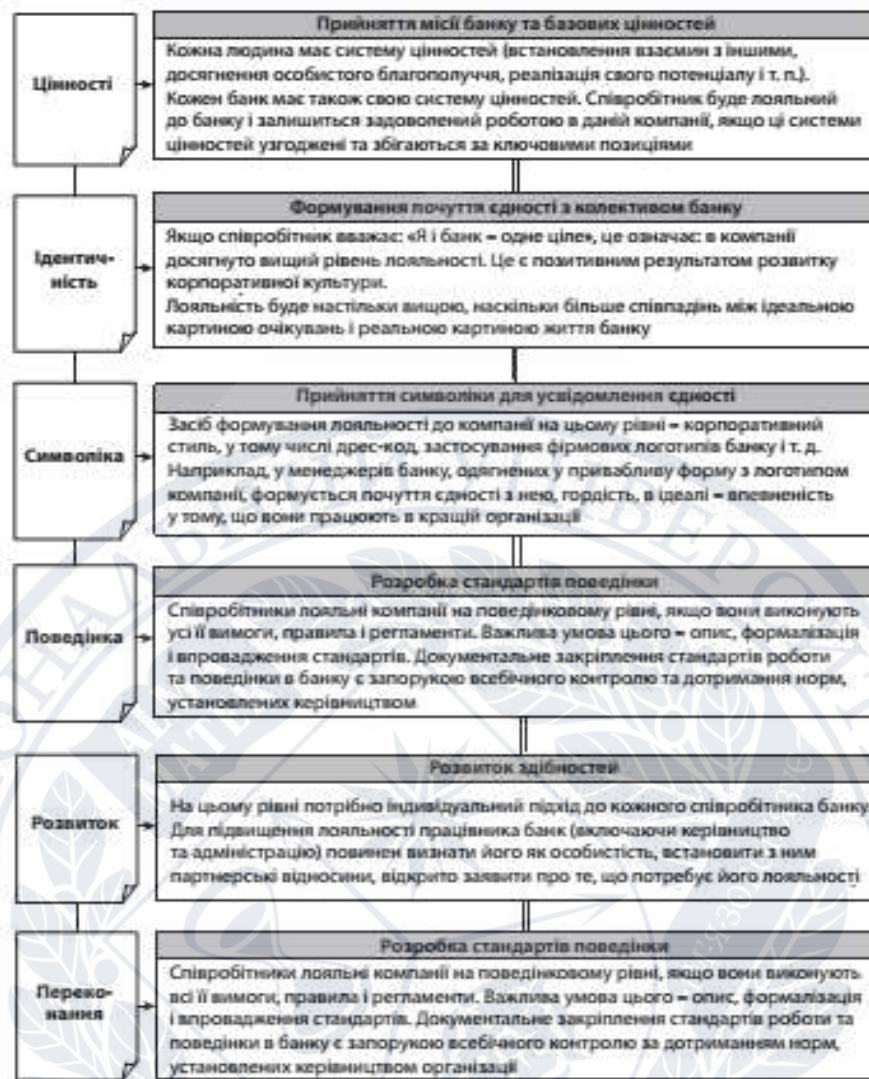 Прийняття місії банку та базових цінностей
Цінності
Кожна людина має систему цінностей (встановлення взаємин з іншими,
досягнення особистого благополуччя, реалізація свого потенціалу і т. п.).
Кожен банк має також свою систему цінностей. Співробітник буде лояльний
до банку і залишиться задоволений роботою в даній компанії, якщо ці системи
цінностей узгоджені та збігаються за ключовими позиціями
Формування почуття єдності з колективом банку
Ідентич-
ність
Якщо співробітник вважає: «Я і банк – одне ціле», це означає: в компанії
досягнуто вищий рівень лояльності. Це є позитивним результатом розвитку
корпоративної культури.
Лояльність буде настільки вищою, наскільки більше співпадінь між ідеальною
картиною очікувань і реальною картиною життя банку
Прийняття символіки для усвідомлення єдності
Символіка
Засіб формування лояльності до компанії на цьому рівні – корпоративний
стиль, у тому числі дрес-код, застосування фірмових логотипів банку і т. д.
Наприклад, у менеджерів банку, одягнених у привабливу форму з логотипом
компанії, формується почуття єдності з нею, гордість, в ідеалі – впевненість
у тому, що вони працюють в кращій організації
Розробка стандартів поведінки
Поведінка
Співробітники лояльні компанії на поведінковому рівні, якщо вони виконують
усі її вимоги, правила і регламенти. Важлива умова цього – опис, формалізація
і впровадження стандартів. Документальне закріплення стандартів роботи
та поведінки в банку є запорукою всебічного контролю та дотримання норм,
установлених керівництвом
Розвиток здібностей
Розвиток
На цьому рівні потрібно індивідуальний підхід до кожного співробітника банку.
Для підвищення лояльності працівника банк (включаючи керівництво
та адміністрацію) повинен визнати його як особистість, встановити з ним
партнерські відносини, відкрито заявити про те, що потребує його лояльності
Розробка стандартів поведінки
Переко-
нання
Співробітники лояльні компанії на поведінковому рівні, якщо вони виконують
всі її вимоги, правила і регламенти. Важлива умова цього – опис, формалізація
і впровадження стандартів. Документальне закріплення стандартів роботи та
поведінки в банку є запорукою всебічного контролю за дотриманням норм,
установлених керівництвом організації